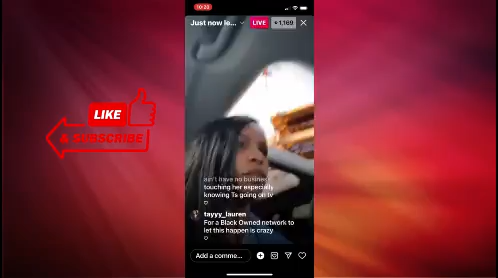 10:20
Just now le...
LIVE
1,169
LIKE
& SUBSCRIBE
ain't have no business
touching her especially
knowing Ts going on tv
tayyy_lauren
For a Black Owned network to
let this happen is crazy
Add a comme...